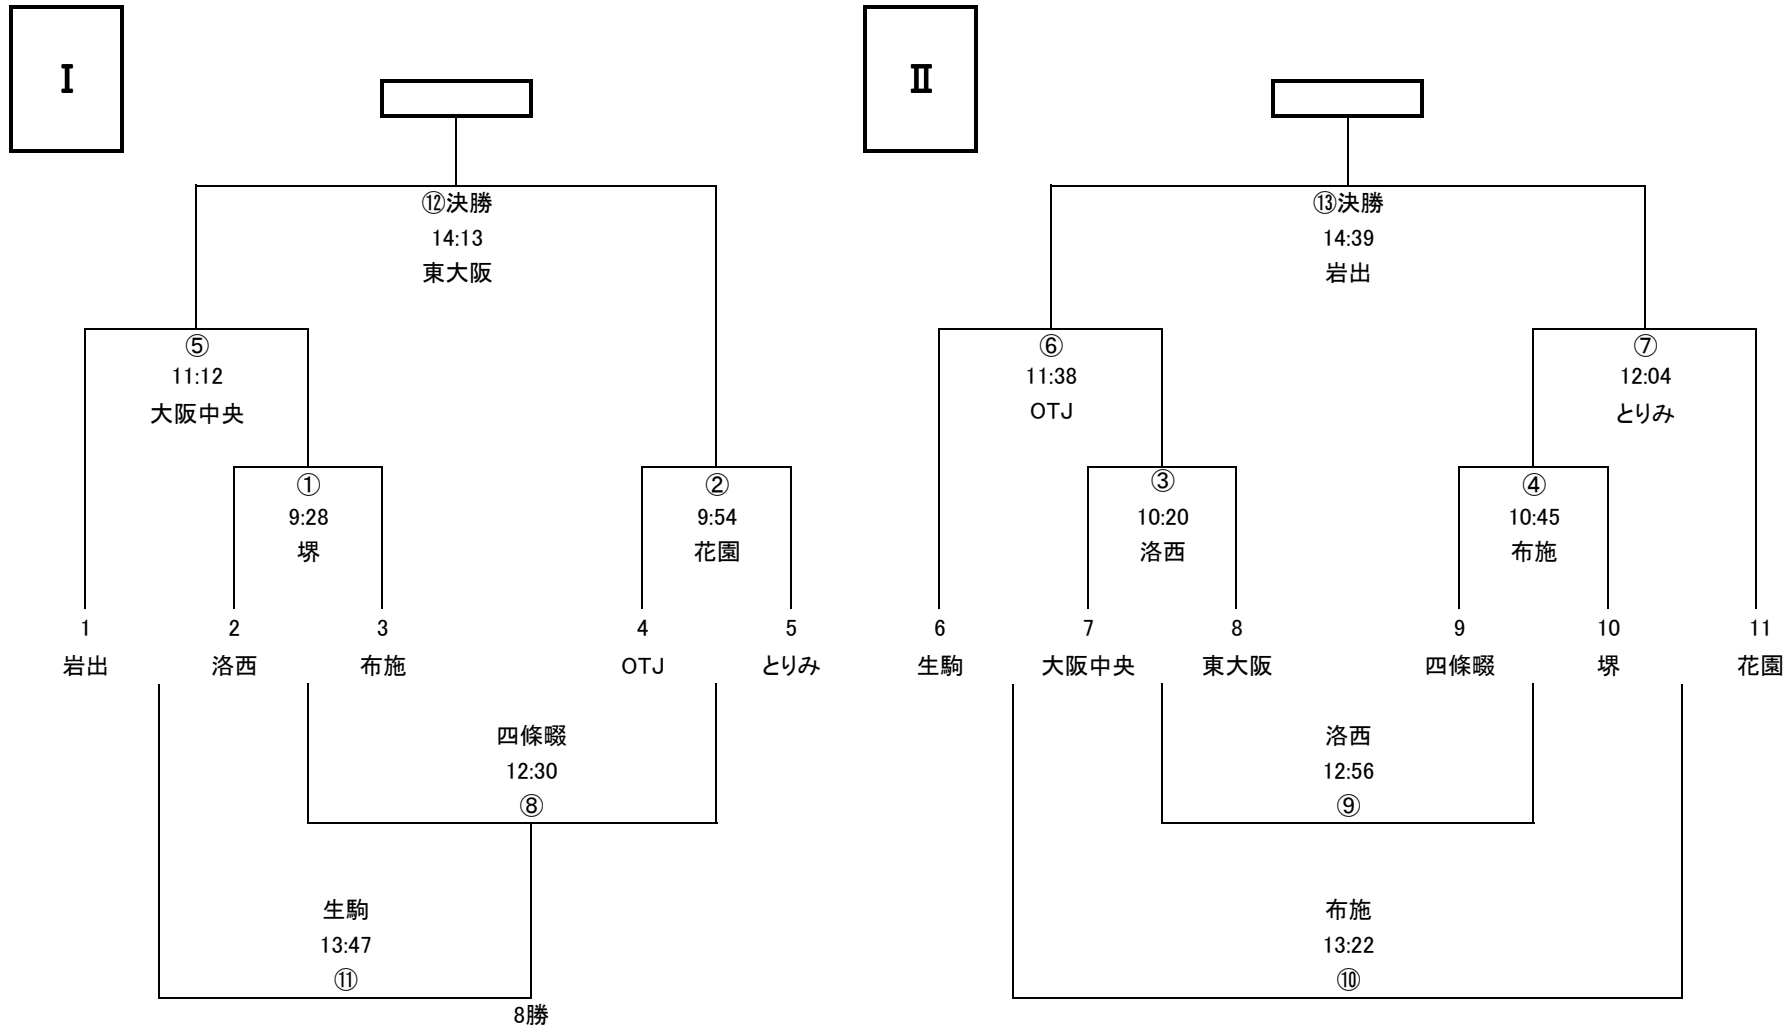 Ⅰ
⑫決勝
14:13
東大阪
⑤
11:12
大阪中央
①
9:28
堺
②
9:54
花園
1
2
3
4
5
岩出
洛西
布施
OTJ
とりみ
四條畷
12:30
⑧
生駒
13:47
⑪
8勝
Ⅱ
⑬決勝
14:39
岩出
⑥
11:38
OTJ
⑦
12:04
とりみ
③
10:20
洛西
④
10:45
布施
6
7
8
9
10
11
生駒
大阪中央
東大阪
四條畷
堺
花園
洛西
12:56
⑨
布施
13:22
⑩